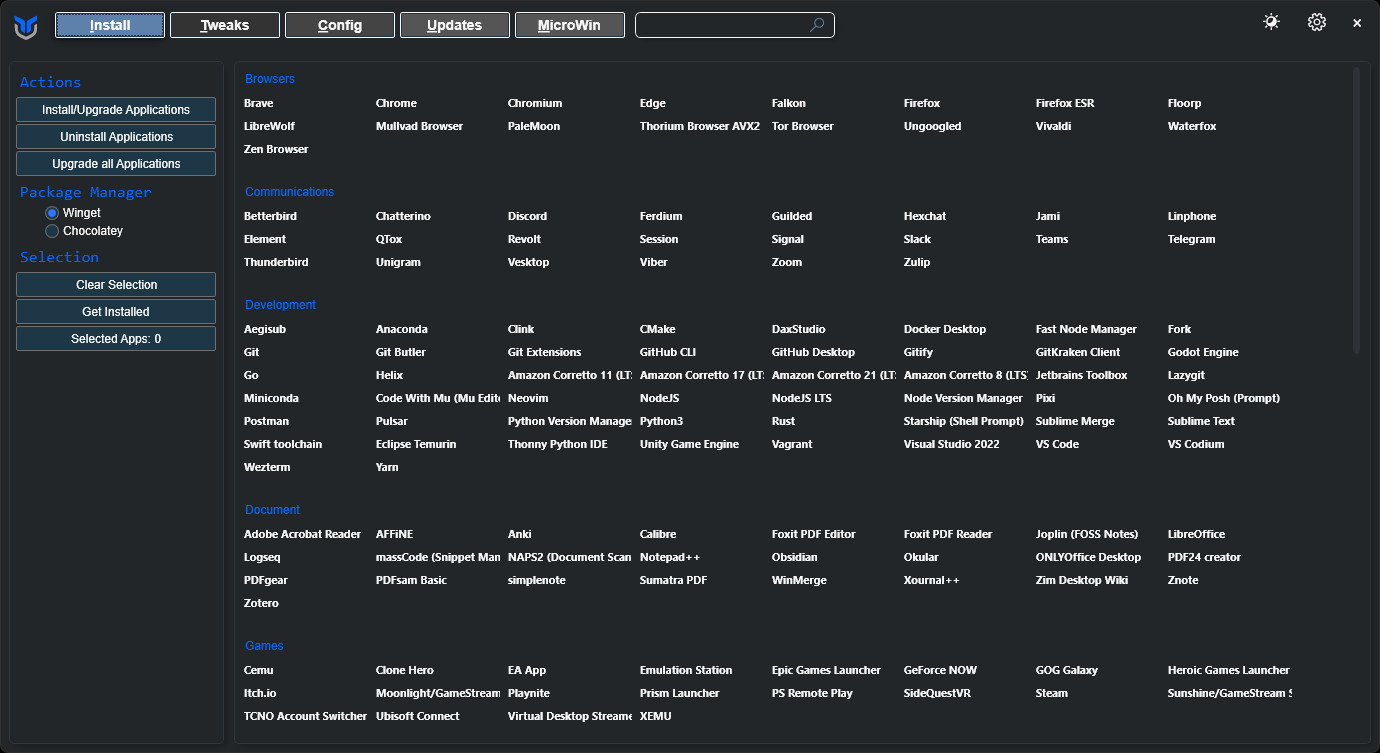 Install Tweaks Config Updates MicroWin
Actions
Install/Upgrade Applications
Uninstall Applications
Upgrade all Applications
Package Manager
Winget
Chocolatey
Selection
Clear Selection
Get Installed
Selected Apps: 0
Browsers
Brave Chrome Chromium Edge Falkon Firefox Firefox ESR Floorp
LibreWolf Mullvad Browser PaleMoon Thorium Browser AVX2 Tor Browser Ungoogled Vivaldi Waterfox
Zen Browser
Communications
Betterbird Chatterino Discord Ferdium Guilded Hexchat Jami Linphone
Element QTox Revolt Session Signal Slack Teams Telegram
Thunderbird Unigram Vesktop Viber Zoom Zulip
Development
Aegisub Anaconda Clink CMake DaxStudio Docker Desktop Fast Node Manager Fork
Git Git Butler Git Extensions GitHub CLI GitHub Desktop Gitify GitKraken Client Godot Engine
Go Helix Amazon Corretto 11 (LTS Amazon Corretto 17 (LTS Amazon Corretto 21 (LTS Amazon Corretto 8 (LTS) Jetbrains Toolbox Lazygit
Miniconda Code With Mu (Mu Edito Neovim NodeJS NodeJS LTS Node Version Manager Pixi Oh My Posh (Prompt)
Postman Pulsar Python Version Manager Python3 Rust Starship (Shell Prompt) Sublime Merge Sublime Text
Swift toolchain Eclipse Temurin Thonny Python IDE Unity Game Engine Vagrant Visual Studio 2022 VS Code VS Codium
Wezterm Yarn
Document
Adobe Acrobat Reader AFFiNE Anki Calibre Foxit PDF Editor Foxit PDF Reader Joplin (FOSS Notes) LibreOffice
Logseq massCode (Snippet Man NAPS2 (Document Scan Notepad++ Obsidian Okular ONLYOffice Desktop PDF24 creator
PDFgear PDFsam Basic simplenote Sumatra PDF WinMerge Xournal++ Zim Desktop Wiki Znote
Zotero
Games
Cemu Clone Hero EA App Emulation Station Epic Games Launcher GeForce NOW GOG Galaxy Heroic Games Launcher
Itch.io Moonlight/GameStream Playnite Prism Launcher PS Remote Play SideQuestVR Steam Sunshine/GameStream S
TCNO Account Switcher Ubisoft Connect Virtual Desktop Streame XEMU